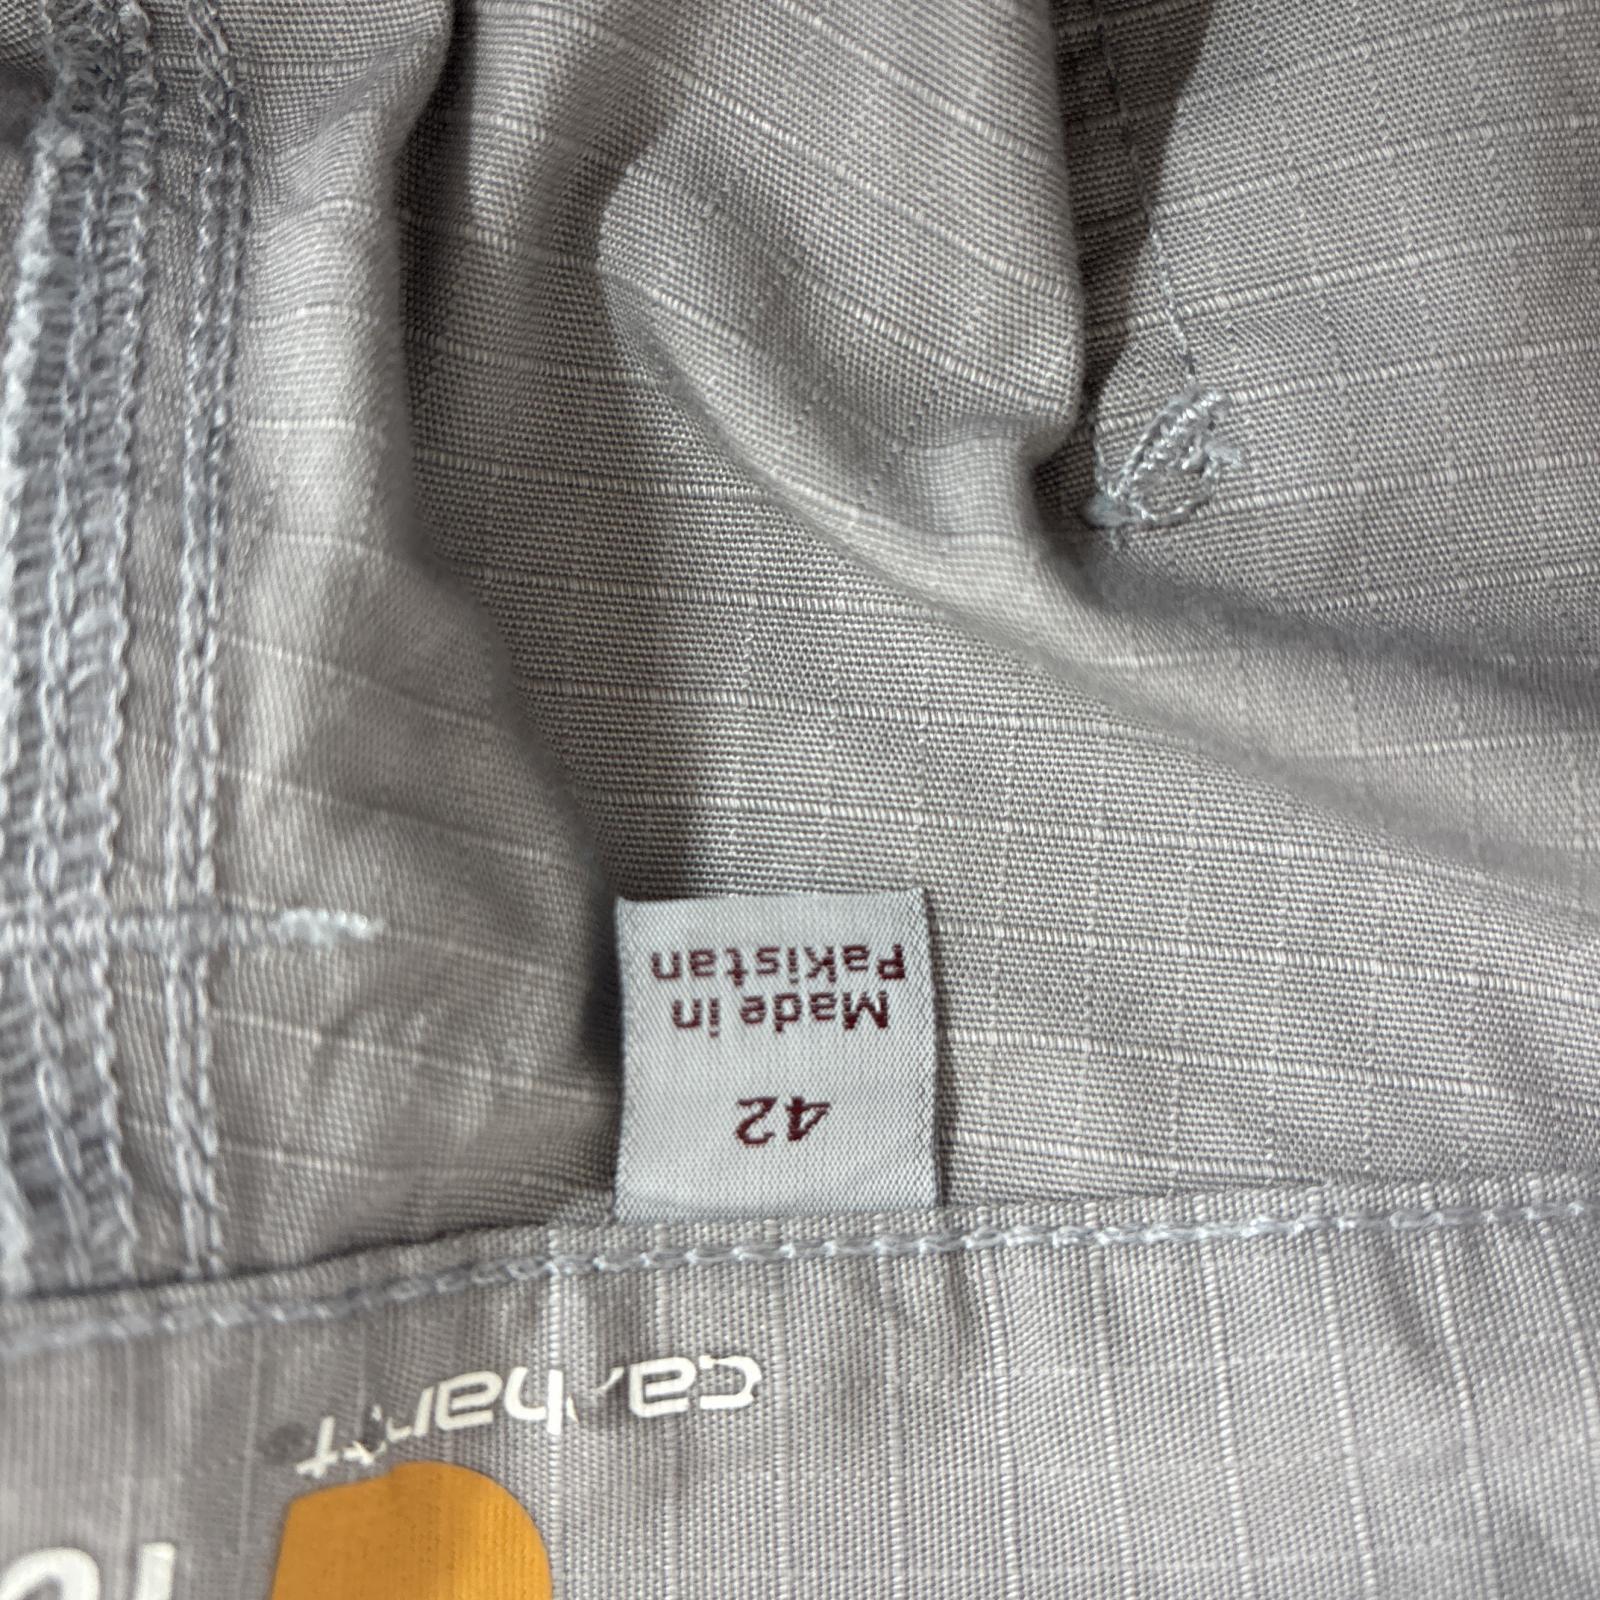 carhartt
42
Made in
Pakistan